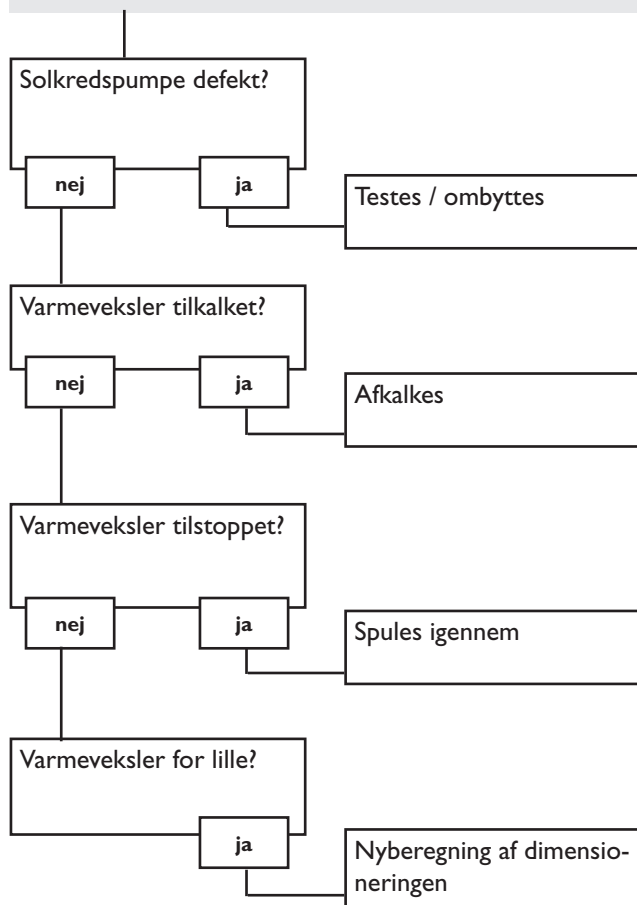 Solkredspumpe defekt?
nej
ja
Testes / ombyttes
Varmeveksler tilkalket?
nej
ja
Afkalkes
Varmeveksler tilstoppet?
nej
ja
Spules igennem
Varmeveksler for lille?
ja
Nyberegning af dimensio-
neringen